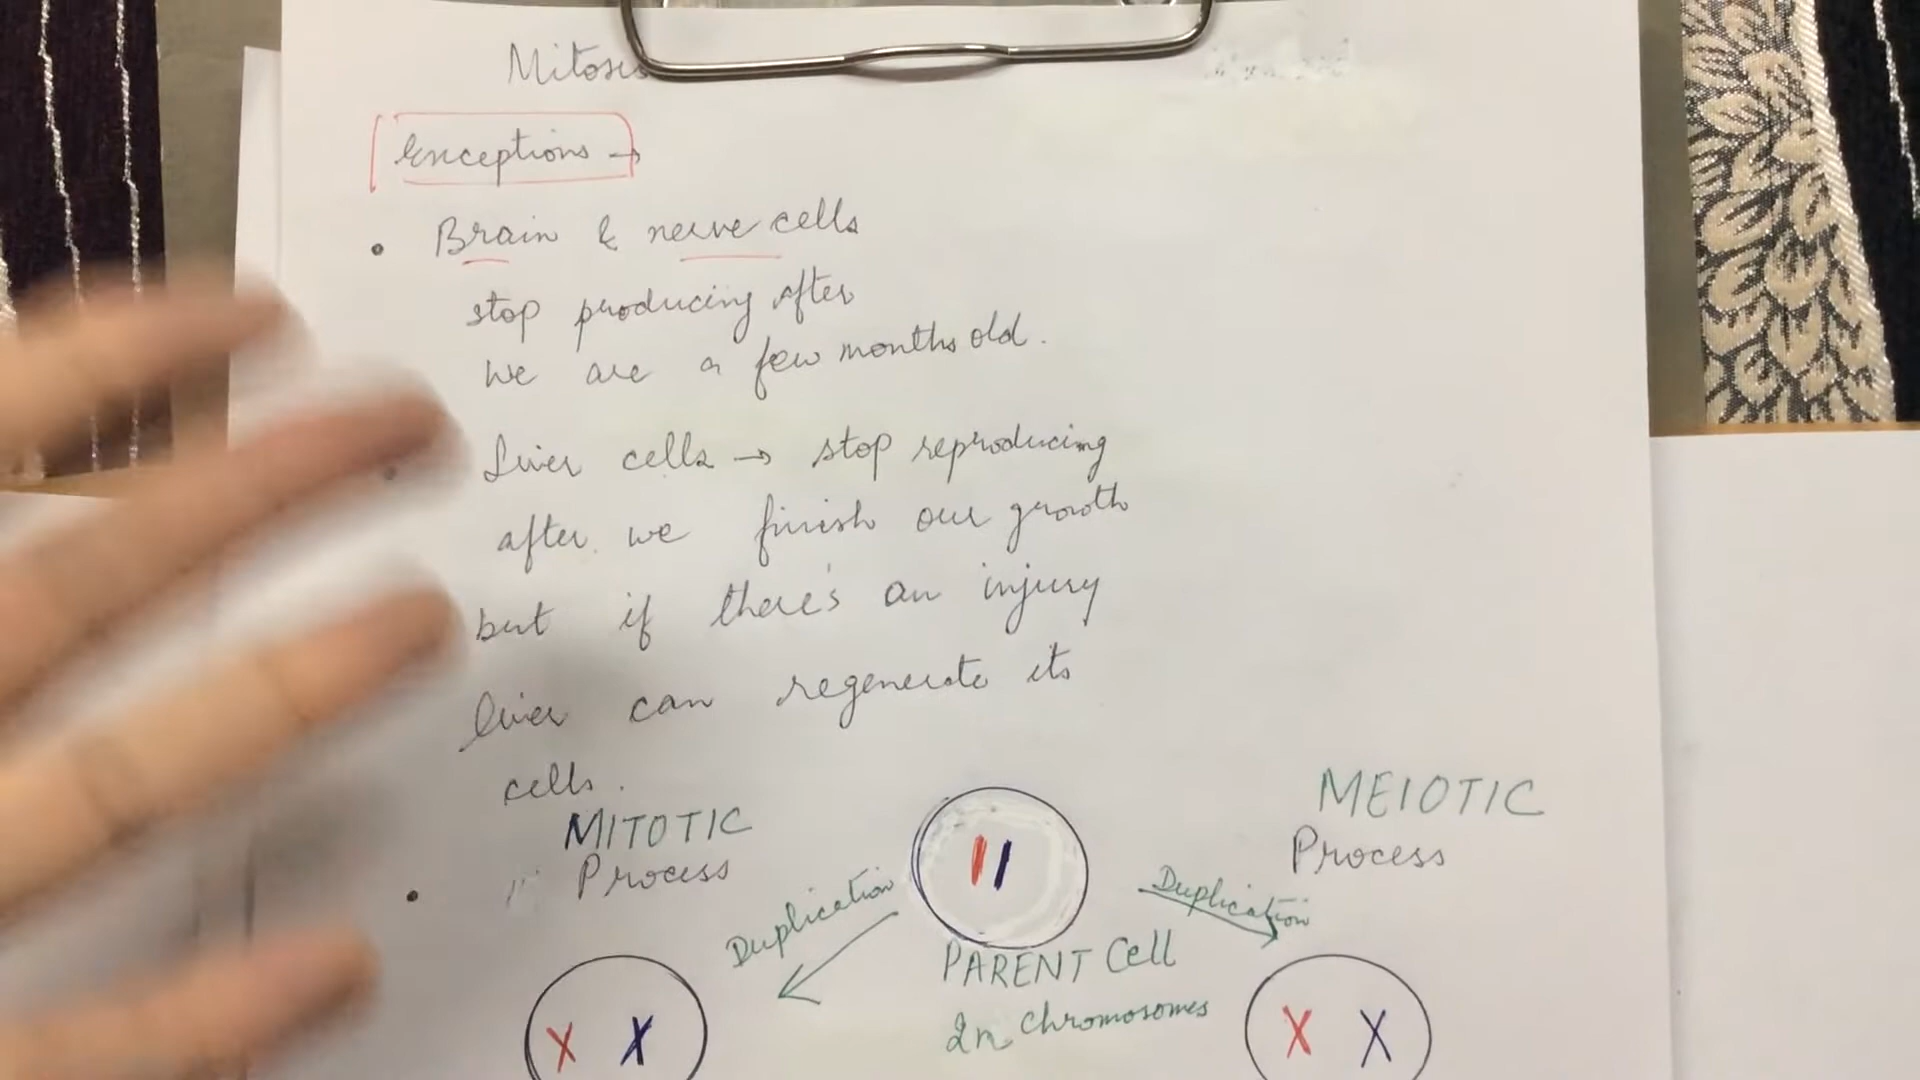 Mitosis
Exceptions →
• Brain & nerve cells
stop producing after
we are a few months old.
• Liver cells → stop reproducing
after we finish our growth
but if there's an injury
liver can regenerate its
cells.
MITOTIC
Process
MEIOTIC
Process
Duplication
Duplication
PARENT Cell
2n chromosomes